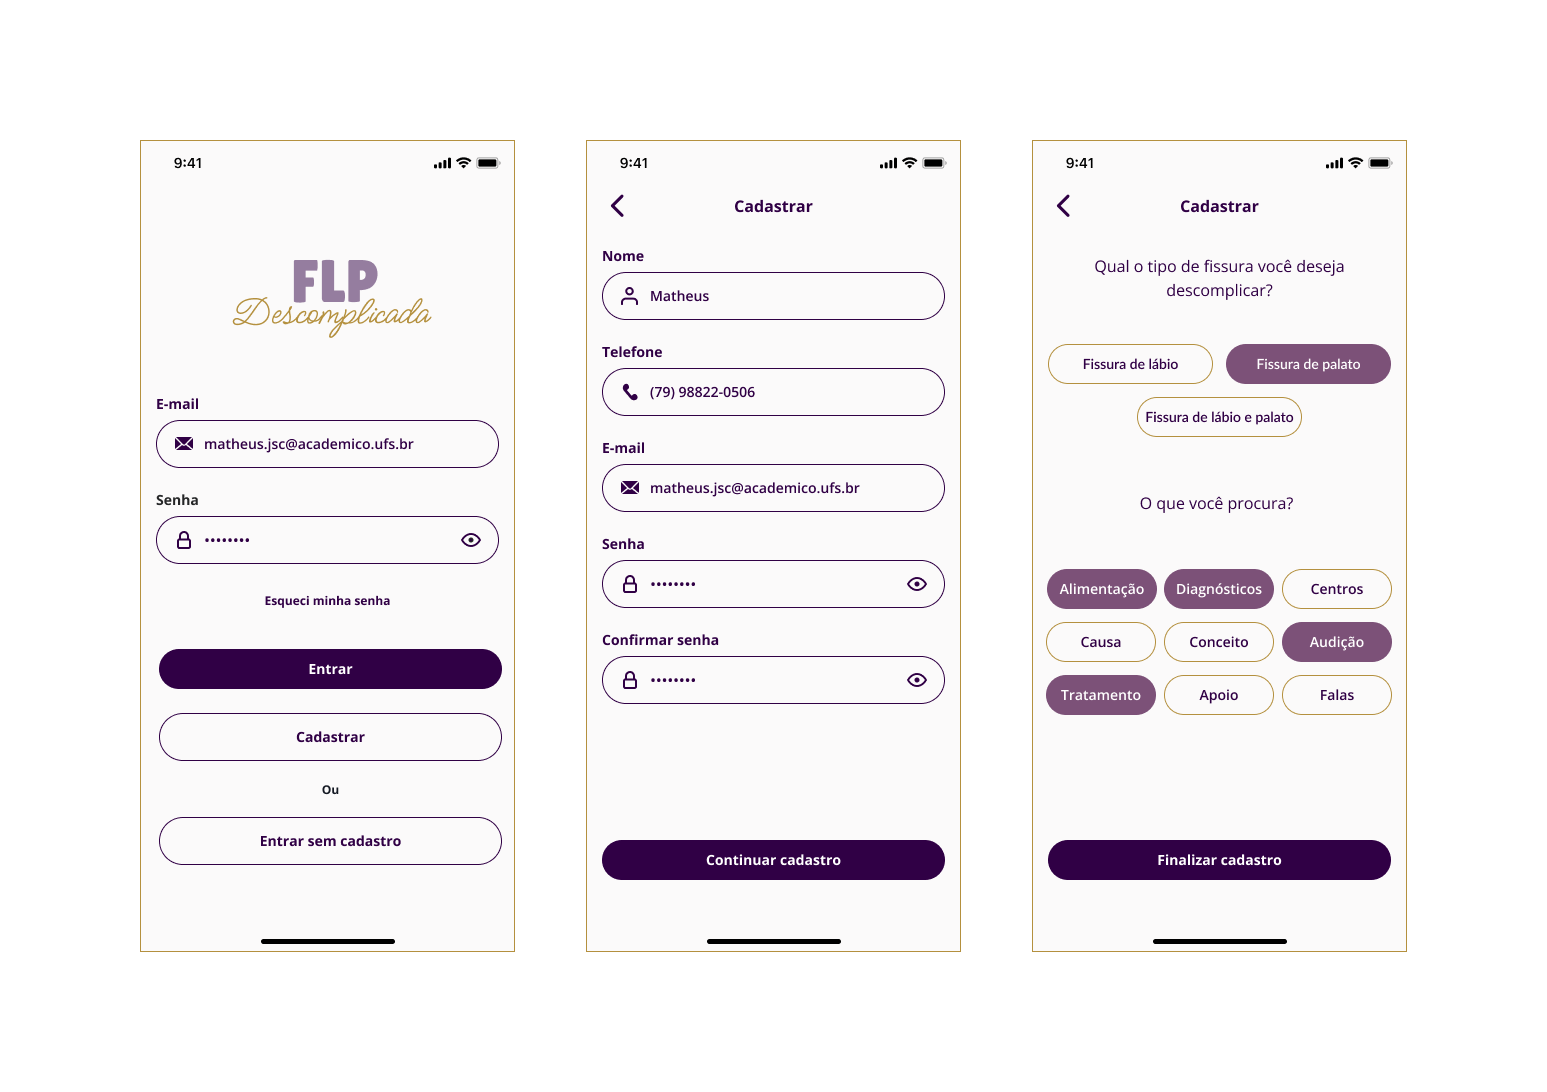 9:41
FLP
Descomplicada
E-mail
matheus.jsc@academico.ufs.br
Senha
••••••••
Esqueci minha senha
Entrar
Cadastrar
Ou
Entrar sem cadastro
9:41
Cadastrar
Nome
Matheus
Telefone
(79) 98822-0506
E-mail
matheus.jsc@academico.ufs.br
Senha
••••••••
Confirmar senha
••••••••
Continuar cadastro
9:41
Cadastrar
Qual o tipo de fissura você deseja
descomplicar?
Fissura de lábio
Fissura de palato
Fissura de lábio e palato
O que você procura?
Alimentação
Diagnósticos
Centros
Causa
Conceito
Audição
Tratamento
Apoio
Falas
Finalizar cadastro